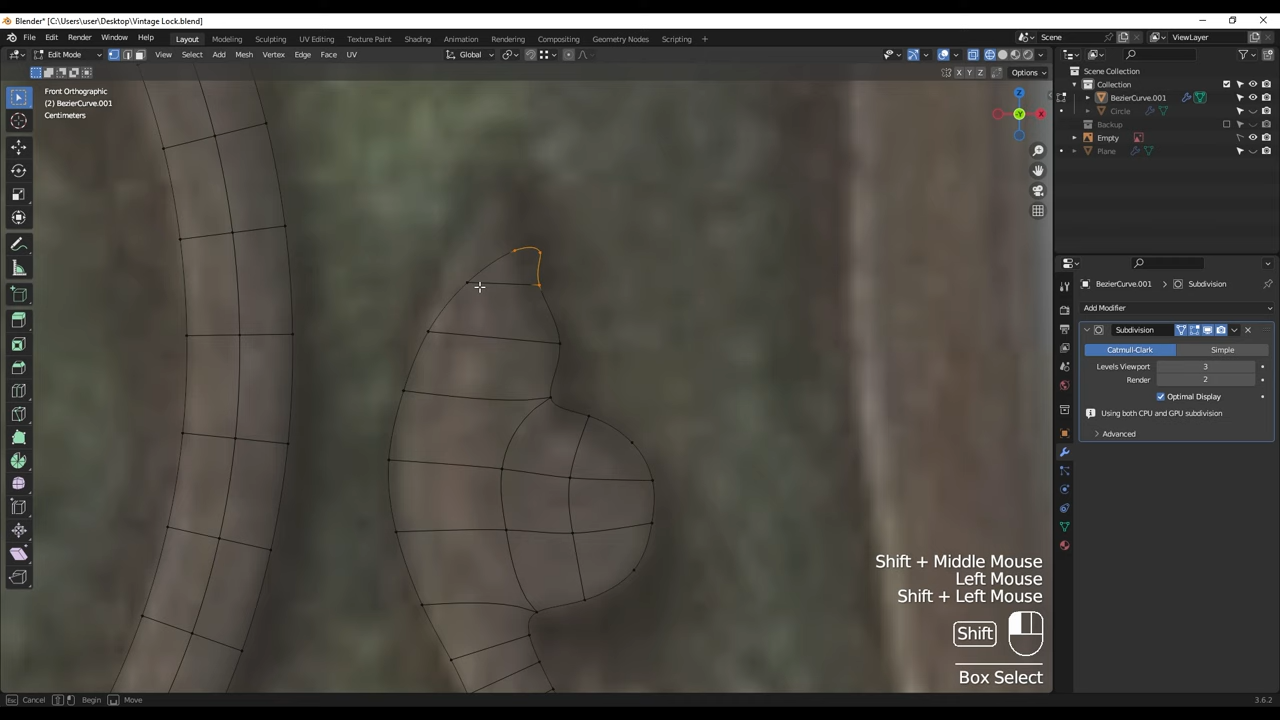 Blender* [C:\Users\user\Desktop\Vintage Lock.blend]
File Edit Render Window Help Layout Modeling Sculpting UV Editing Texture Paint Shading Animation Rendering Compositing Geometry Nodes Scripting + Scene ViewLayer
Edit Mode View Select Add Mesh Vertex Edge Face UV Global
X Y Z Options
Front Orthographic
(2) BezierCurve.001
Centimeters
Z
X
-Y
Scene Collection
Collection
BezierCurve.001
Circle
Backup
Empty
Plane
BezierCurve.001 > Subdivision
Add Modifier
Subdivision
Catmull-Clark Simple
Levels Viewport 3
Render 2
Optimal Display
Using both CPU and GPU subdivision
Advanced
Shift + Middle Mouse
Left Mouse
Shift + Left Mouse
Shift
Box Select
Esc Cancel Begin Move 3.6.2